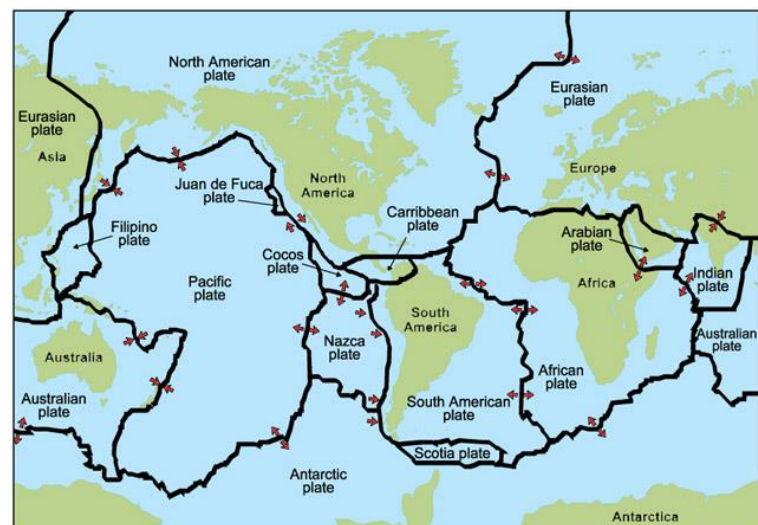 North American
plate
Eurasian
plate
Eurasian
plate
Asia
North
America
Europe
Juan de Fuca
plate
Carribbean
plate
Filipino
plate
Arabian
plate
Cocos
plate
Pacific
plate
Africa
Indian
plate
South
America
Nazca
plate
Australia
Australian
plate
African
plate
Australian
plate
South American
plate
Scotia plate
Antarctic
plate
Antarctica